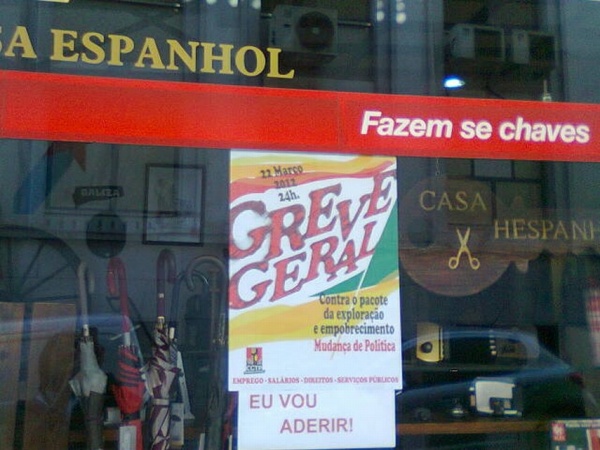 SA ESPANHOL
Fazem se chaves
GALIZA
22 Março
2012
24h.
GREVE
GERAL
Contra o pacote
da exploração
e empobrecimento
Mudança de Política
EMPREGO - SALÁRIOS - DIREITOS - SERVIÇOS PÚBLICOS
EU VOU
ADERIR!
CASA
HESPANH